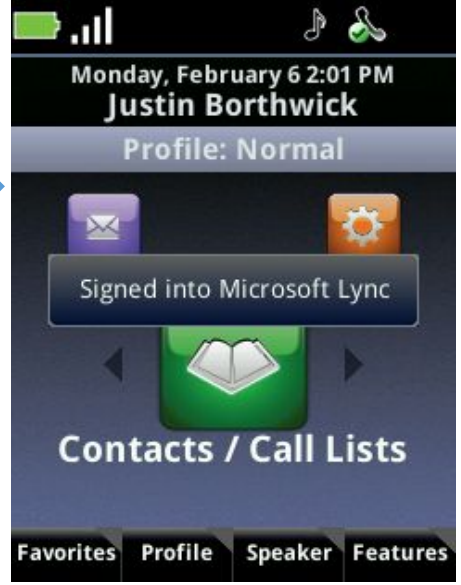 Monday, February 6 2:01 PM
Justin Borthwick
Profile: Normal
Signed into Microsoft Lync
Contacts / Call Lists
Favorites Profile Speaker Features